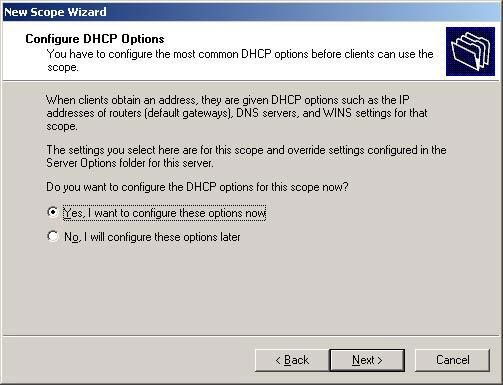 New Scope Wizard
Configure DHCP Options
You have to configure the most common DHCP options before clients can use the
scope.
When clients obtain an address, they are given DHCP options such as the IP
addresses of routers (default gateways), DNS servers, and WINS settings for that
scope.
The settings you select here are for this scope and override settings configured in the
Server Options folder for this server.
Do you want to configure the DHCP options for this scope now?
Yes, I want to configure these options now
No, I will configure these options later
< Back Next > Cancel